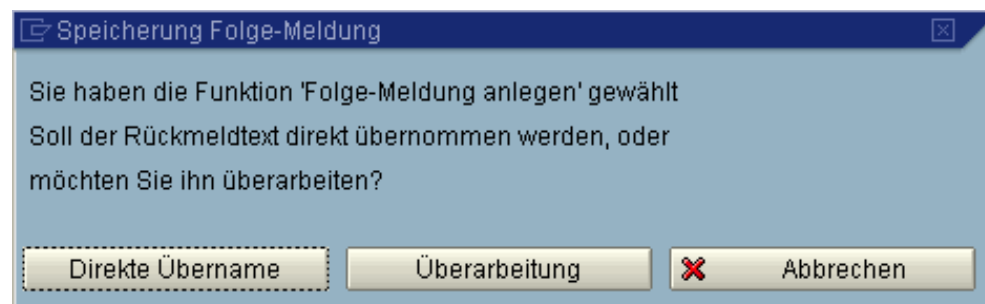 Speicherung Folge-Meldung
Sie haben die Funktion 'Folge-Meldung anlegen' gewählt
Soll der Rückmeldtext direkt übernommen werden, oder
möchten Sie ihn überarbeiten?
Direkte Übername Überarbeitung Abbrechen